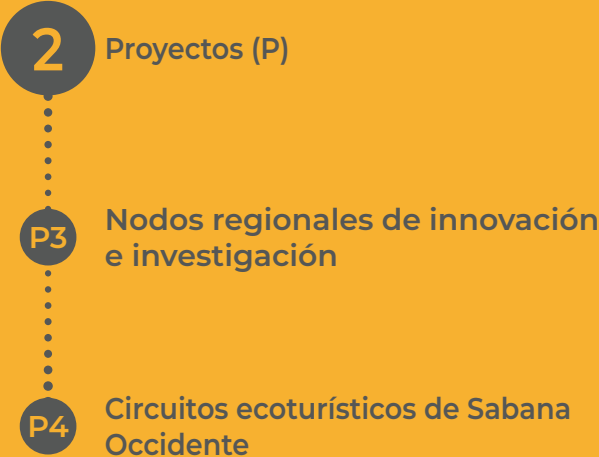 2 Proyectos (P)
P3 Nodos regionales de innovación
e investigación
P4 Circuitos ecoturísticos de Sabana
Occidente